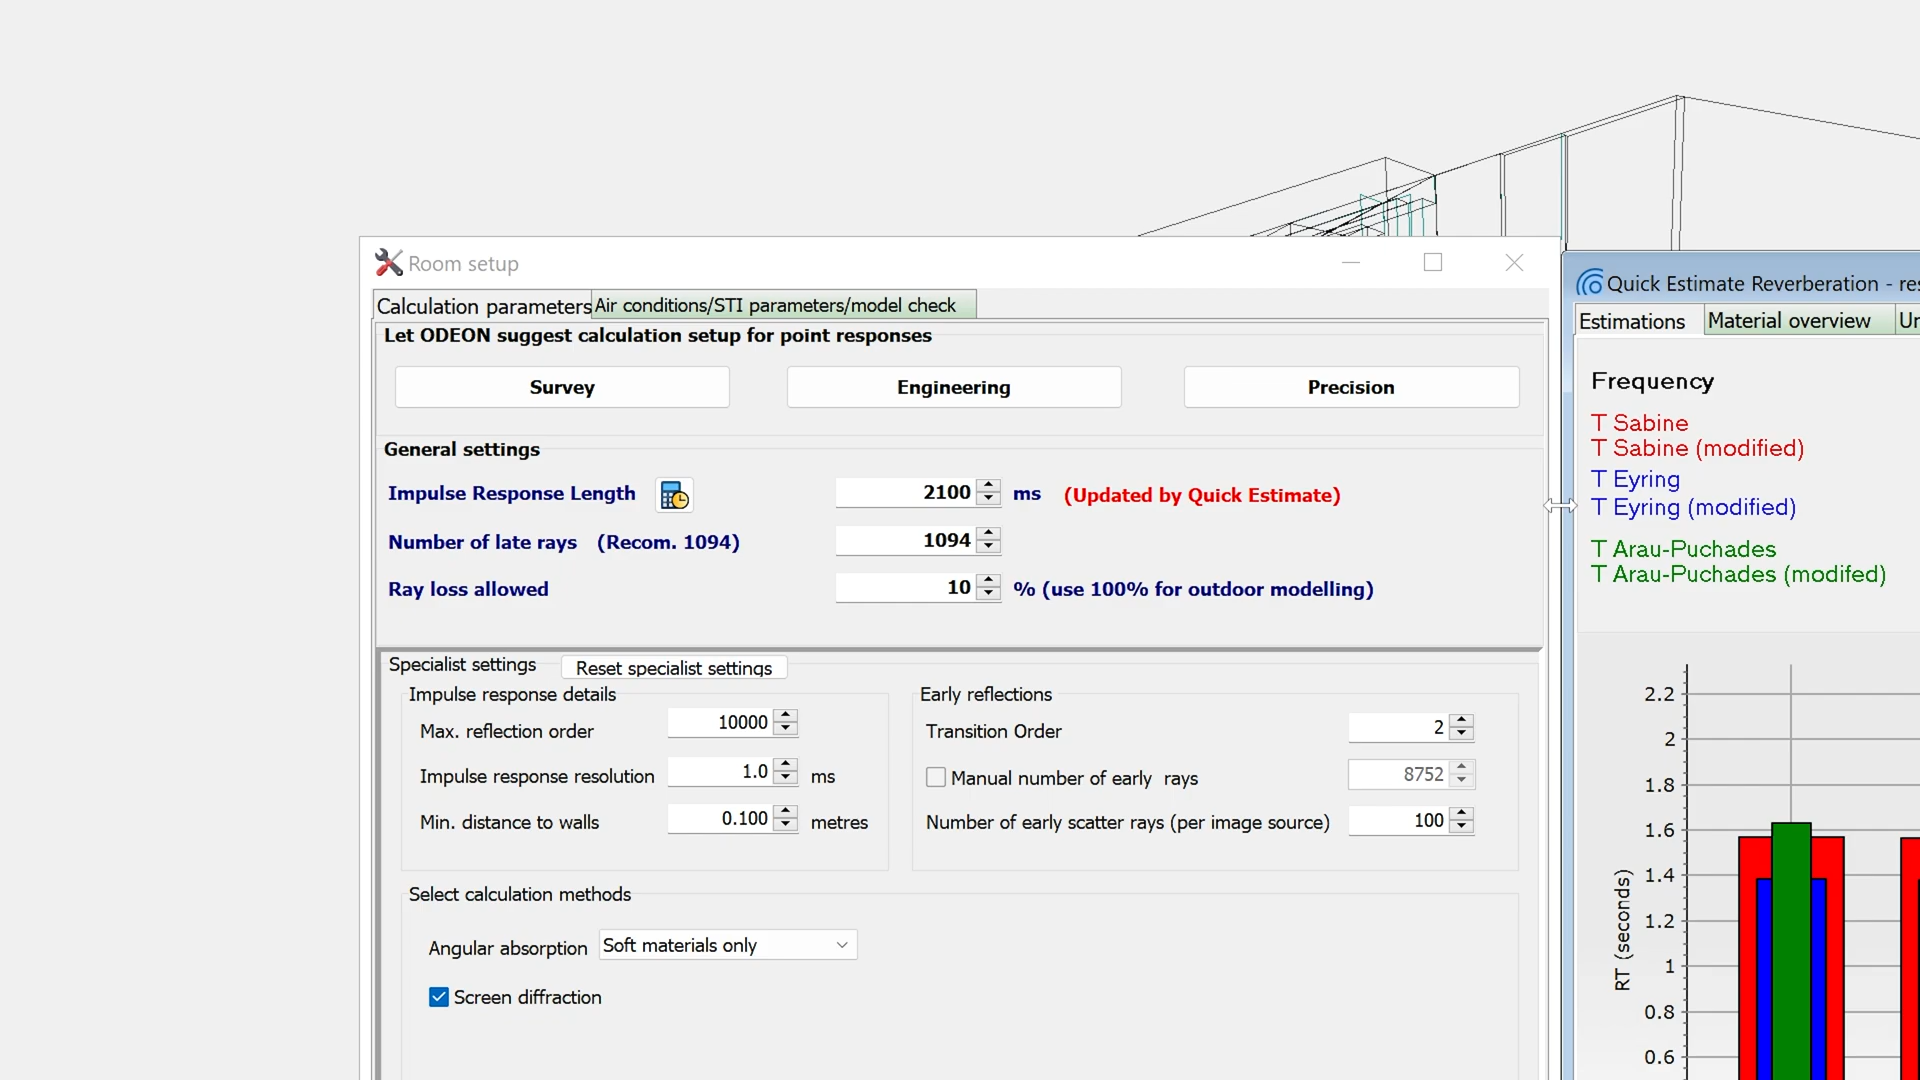 Room setup
Calculation parameters
Air conditions/STI parameters/model check
Let ODEON suggest calculation setup for point responses
Survey
Engineering
Precision
General settings
Impulse Response Length
2100
ms
(Updated by Quick Estimate)
Number of late rays
(Recom. 1094)
1094
Ray loss allowed
10
% (use 100% for outdoor modelling)
Specialist settings
Reset specialist settings
Impulse response details
Max. reflection order
10000
Impulse response resolution
1.0
ms
Min. distance to walls
0.100
metres
Early reflections
Transition Order
2
Manual number of early rays
8752
Number of early scatter rays (per image source)
100
Select calculation methods
Angular absorption
Soft materials only
Screen diffraction
Quick Estimate Reverberation - res
Estimations
Material overview
Un
Frequency
T Sabine
T Sabine (modified)
T Eyring
T Eyring (modified)
T Arau-Puchades
T Arau-Puchades (modifed)
2.2
2
1.8
1.6
1.4
1.2
1
0.8
0.6
RT (seconds)